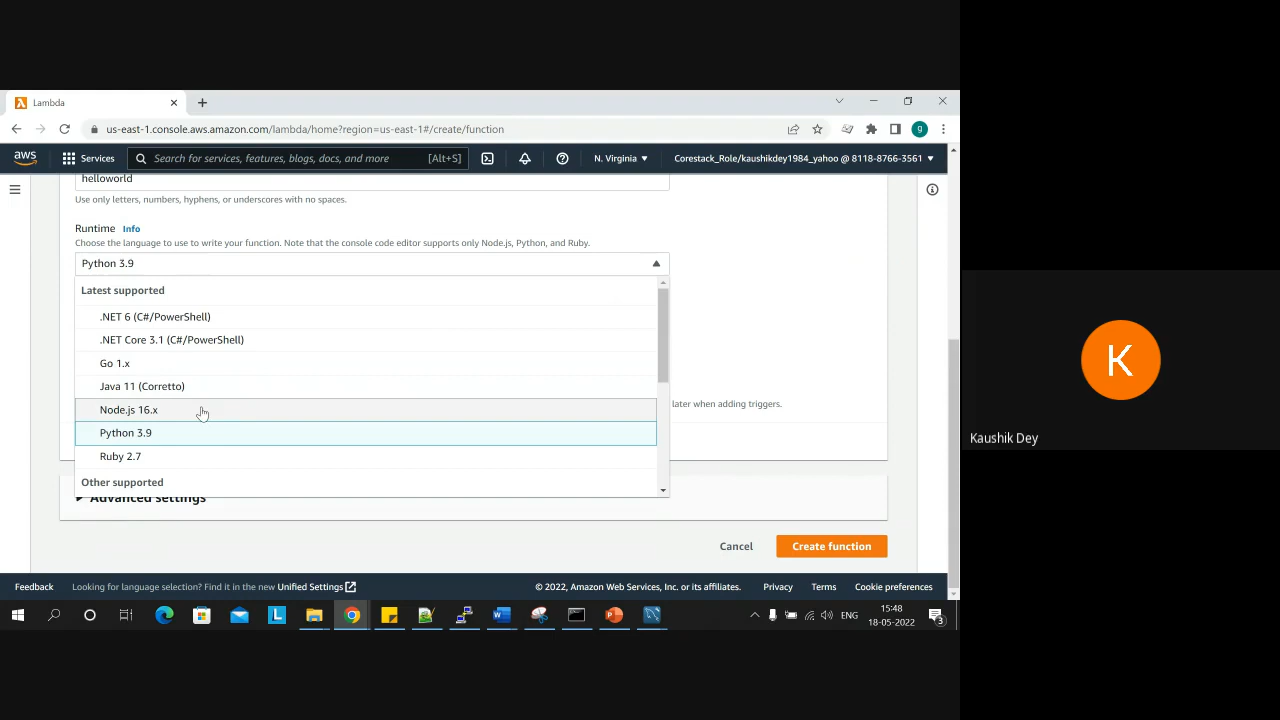 Lambda
us-east-1.console.aws.amazon.com/lambda/home?region=us-east-1#/create/function
g
aws
Services
Search for services, features, blogs, docs, and more
[Alt+S]
N. Virginia
Corestack_Role/kaushikdey1984_yahoo @ 8118-8766-3561
helloworld
Use only letters, numbers, hyphens, or underscores with no spaces.
Runtime Info
Choose the language to use to write your function. Note that the console code editor supports only Node.js, Python, and Ruby.
Python 3.9
Latest supported
.NET 6 (C#/PowerShell)
.NET Core 3.1 (C#/PowerShell)
Go 1.x
Java 11 (Corretto)
Node.js 16.x
later when adding triggers.
Python 3.9
Ruby 2.7
Other supported
Advanced settings
Cancel
Create function
Feedback
Looking for language selection? Find it in the new Unified Settings
© 2022, Amazon Web Services, Inc. or its affiliates.
Privacy
Terms
Cookie preferences
L
W
P
ENG
15:48
18-05-2022
3
K
Kaushik Dey